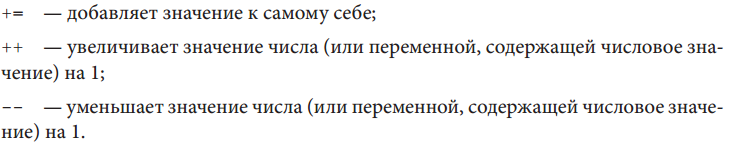 += — добавляет значение к самому себе;
++ — увеличивает значение числа (или переменной, содержащей числовое зна-
чение) на 1;
-- — уменьшает значение числа (или переменной, содержащей числовое значе-
ние) на 1.